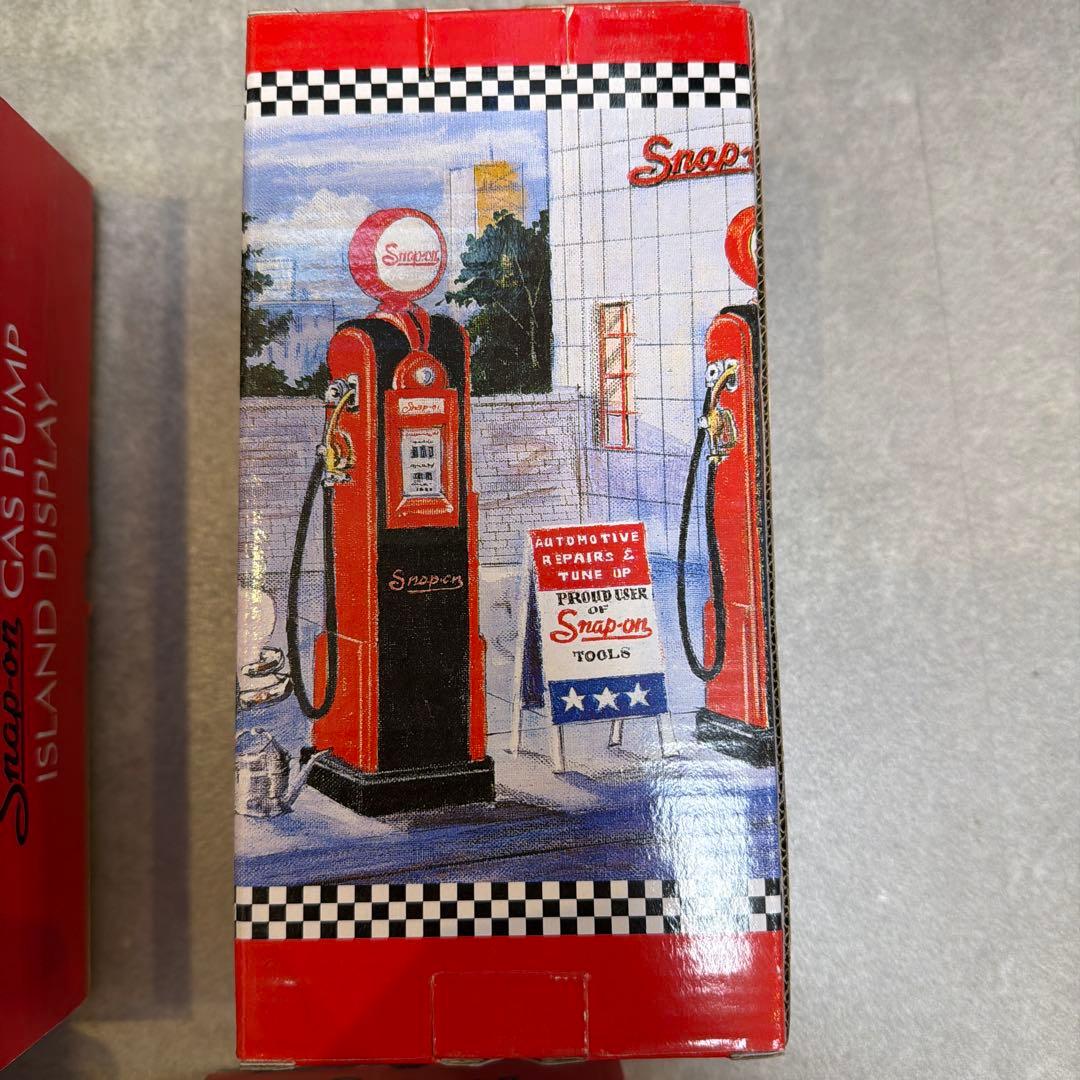 Snap-on GAS PUMP
ISLAND DISPLAY
Snap-
Snap-on
Snap-on
Snap-on
AUTOMOTIVE
REPAIRS &
TUNE UP
PROUD USER
OF
Snap-on
TOOLS